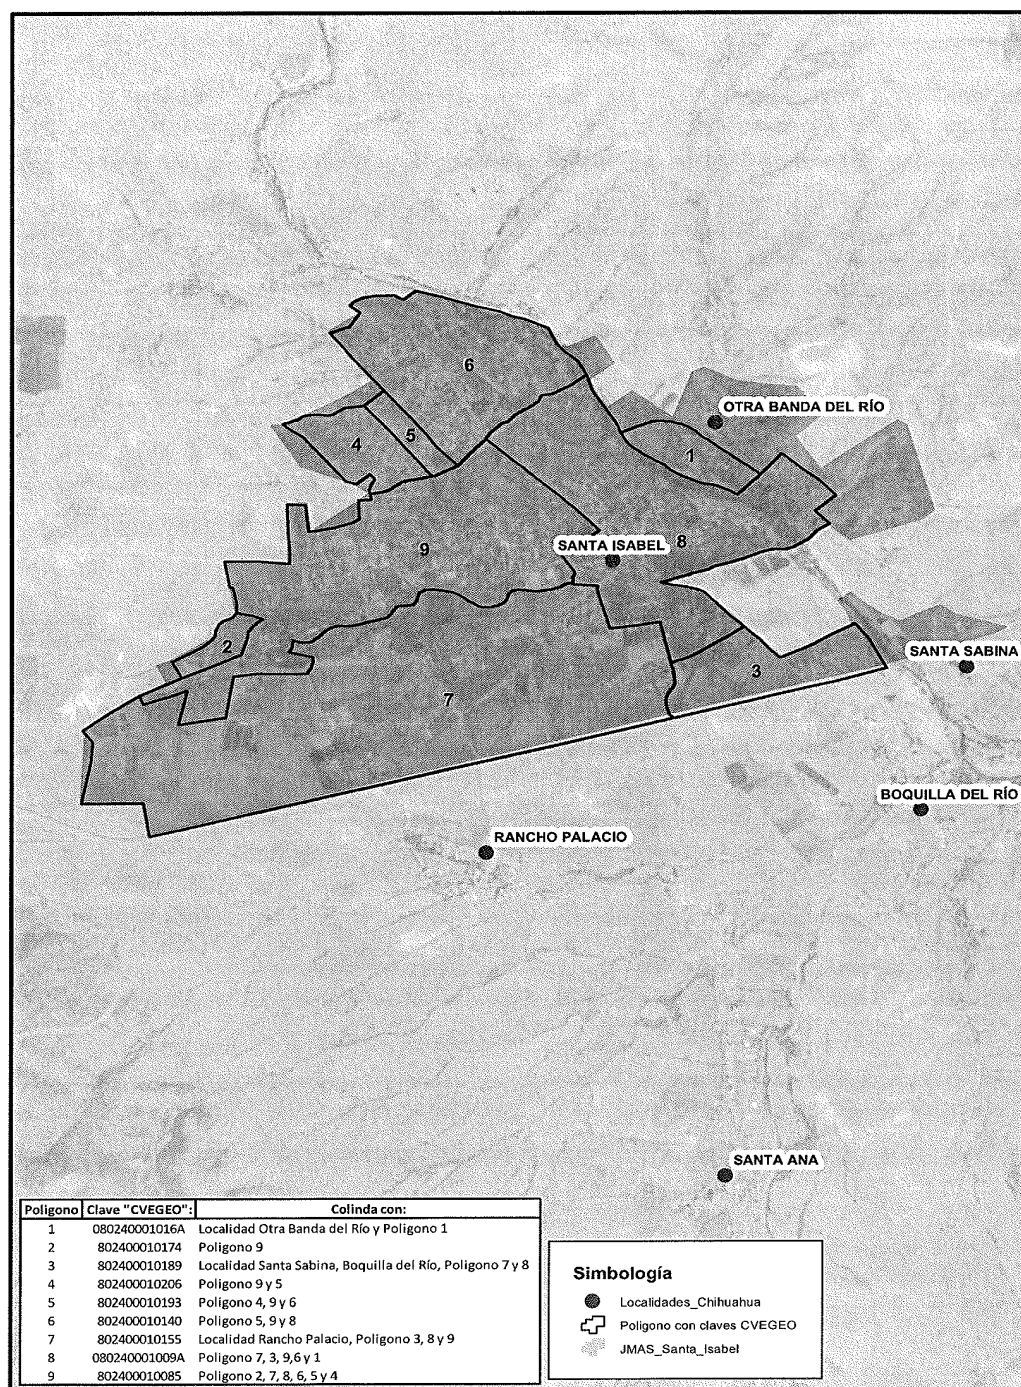 6
OTRA BANDA DEL RÍO
4
5
1
9
SANTA ISABEL
8
2
SANTA SABINA
3
7
BOQUILLA DEL RÍO
RANCHO PALACIO
SANTA ANA
Poligono Clave "CVEGEO": Colinda con:
1 080240001016A Localidad Otra Banda del Río y Poligono 1
2 802400010174 Poligono 9
3 802400010189 Localidad Santa Sabina, Boquilla del Río, Poligono 7 y 8
4 802400010206 Poligono 9 y 5
5 802400010193 Poligono 4, 9 y 6
6 802400010140 Poligono 5, 9 y 8
7 802400010155 Localidad Rancho Palacio, Poligono 3, 8 y 9
8 080240001009A Poligono 7, 3, 9,6 y 1
9 802400010085 Poligono 2, 7, 8, 6, 5 y 4
Simbología
Localidades_Chihuahua
Poligono con claves CVEGEO
JMAS_Santa_Isabel